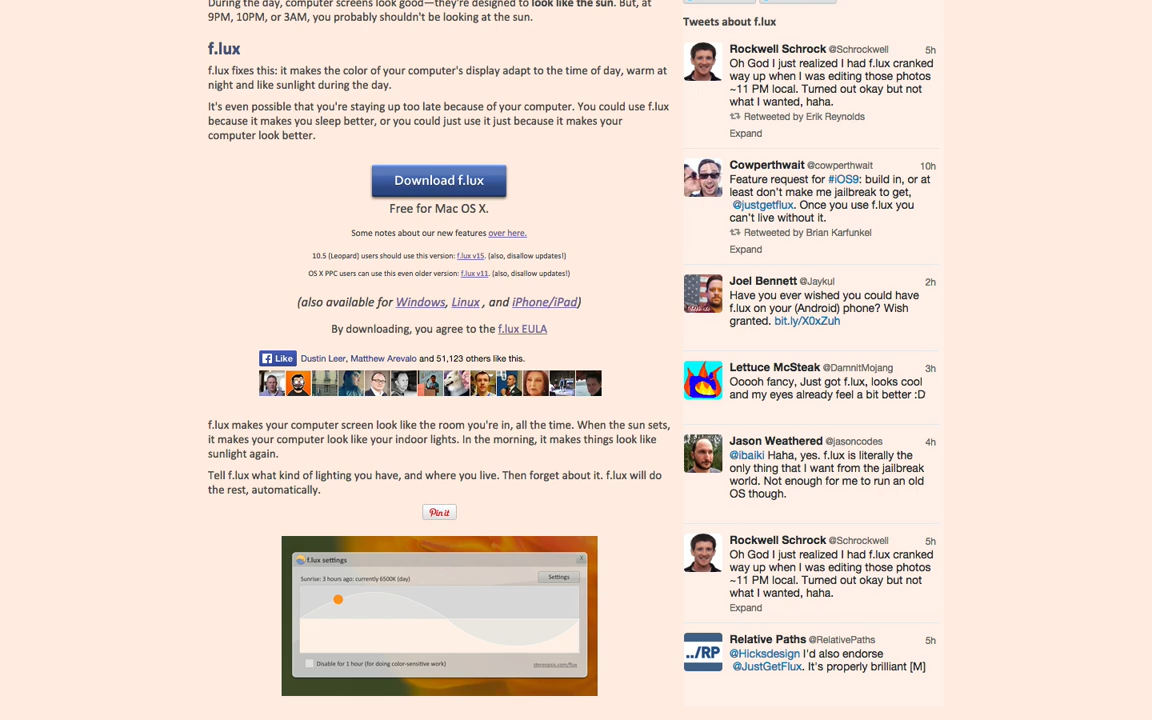 During the day, computer screens look good—they're designed to look like the sun. But, at
9PM, 10PM, or 3AM, you probably shouldn't be looking at the sun.
f.lux
f.lux fixes this: it makes the color of your computer's display adapt to the time of day, warm at
night and like sunlight during the day.
It's even possible that you're staying up too late because of your computer. You could use f.lux
because it makes you sleep better, or you could just use it just because it makes your
computer look better.
Download f.lux
Free for Mac OS X.
Some notes about our new features over here.
10.5 (Leopard) users should use this version: f.lux v15. (also, disallow updates!)
OS X PPC users can use this even older version: f.lux v11. (also, disallow updates!)
(also available for Windows, Linux , and iPhone/iPad)
By downloading, you agree to the f.lux EULA
Like Dustin Leer, Matthew Arevalo and 51,123 others like this.
f.lux makes your computer screen look like the room you're in, all the time. When the sun sets,
it makes your computer look like your indoor lights. In the morning, it makes things look like
sunlight again.
Tell f.lux what kind of lighting you have, and where you live. Then forget about it. f.lux will do
the rest, automatically.
Pin it
f.lux settings
Sunrise: 3 hours ago: currently 6500K (day)
Settings
Disable for 1 hour (for doing color-sensitive work)
stereopsis.com/flux
Tweets about f.lux
Rockwell Schrock @Schrockwell 5h
Oh God I just realized I had f.lux cranked
way up when I was editing those photos
~11 PM local. Turned out okay but not
what I wanted, haha.
Retweeted by Erik Reynolds
Expand
Cowperthwait @cowperthwait 10h
Feature request for #iOS9: build in, or at
least don't make me jailbreak to get,
@justgetflux. Once you use f.lux you
can't live without it.
Retweeted by Brian Karfunkel
Expand
Joel Bennett @Jaykul 2h
Have you ever wished you could have
f.lux on your (Android) phone? Wish
granted. bit.ly/X0xZuh
Lettuce McSteak @DamnitMojang 3h
Ooooh fancy, Just got f.lux, looks cool
and my eyes already feel a bit better :D
Jason Weathered @jasoncodes 4h
@ibaiki Haha, yes. f.lux is literally the
only thing that I want from the jailbreak
world. Not enough for me to run an old
OS though.
Rockwell Schrock @Schrockwell 5h
Oh God I just realized I had f.lux cranked
way up when I was editing those photos
~11 PM local. Turned out okay but not
what I wanted, haha.
Expand
../RP
Relative Paths @RelativePaths 5h
@Hicksdesign I'd also endorse
@JustGetFlux. It's properly brilliant [M]